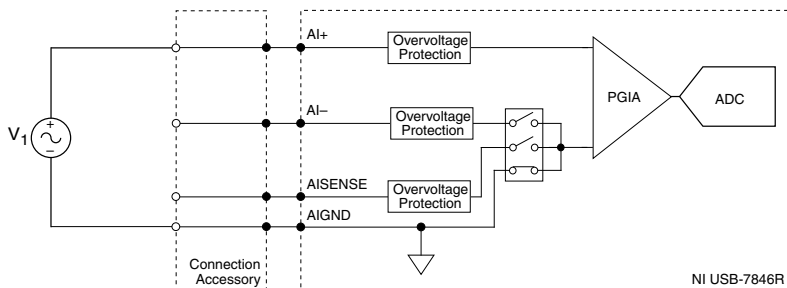 AI+
Overvoltage
Protection
PGIA
ADC
AI–
Overvoltage
Protection
V1
+
–
AISENSE
Overvoltage
Protection
AIGND
Connection
Accessory
NI USB-7846R